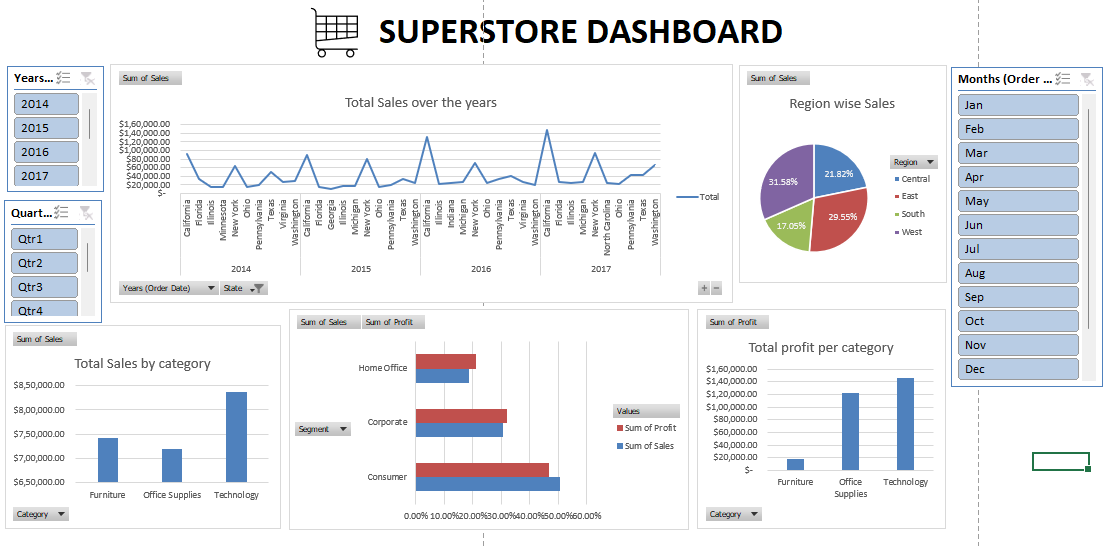 SUPERSTORE DASHBOARD
Years...
2014
2015
2016
2017
Quart...
Qtr1
Qtr2
Qtr3
Qtr4
Sum of Sales
Total Sales over the years
$1,60,000.00
$1,40,000.00
$1,20,000.00
$1,00,000.00
$80,000.00
$60,000.00
$40,000.00
$20,000.00
$-
California
Florida
Illinois
Minnesota
New York
Ohio
Pennsylvania
Texas
Virginia
Washington
California
Florida
Georgia
Illinois
Michigan
New York
Ohio
Pennsylvania
Texas
Washington
California
Illinois
Indiana
Michigan
New York
Ohio
Pennsylvania
Texas
Virginia
Washington
California
Florida
Illinois
Michigan
New York
North Carolina
Ohio
Pennsylvania
Texas
Washington
2014
2015
2016
2017
Total
Years (Order Date)
State
Sum of Sales
Region wise Sales
21.82%
29.55%
17.05%
31.58%
Region
Central
East
South
West
Months (Order ...
Jan
Feb
Mar
Apr
May
Jun
Jul
Aug
Sep
Oct
Nov
Dec
Sum of Sales
Total Sales by category
$8,50,000.00
$8,00,000.00
$7,50,000.00
$7,00,000.00
$6,50,000.00
Furniture
Office Supplies
Technology
Category
Sum of Sales
Sum of Profit
Home Office
Corporate
Consumer
Segment
0.00% 10.00% 20.00% 30.00% 40.00% 50.00% 60.00%
Values
Sum of Profit
Sum of Sales
Sum of Profit
Total profit per category
$1,60,000.00
$1,40,000.00
$1,20,000.00
$1,00,000.00
$80,000.00
$60,000.00
$40,000.00
$20,000.00
$-
Furniture
Office
Supplies
Technology
Category